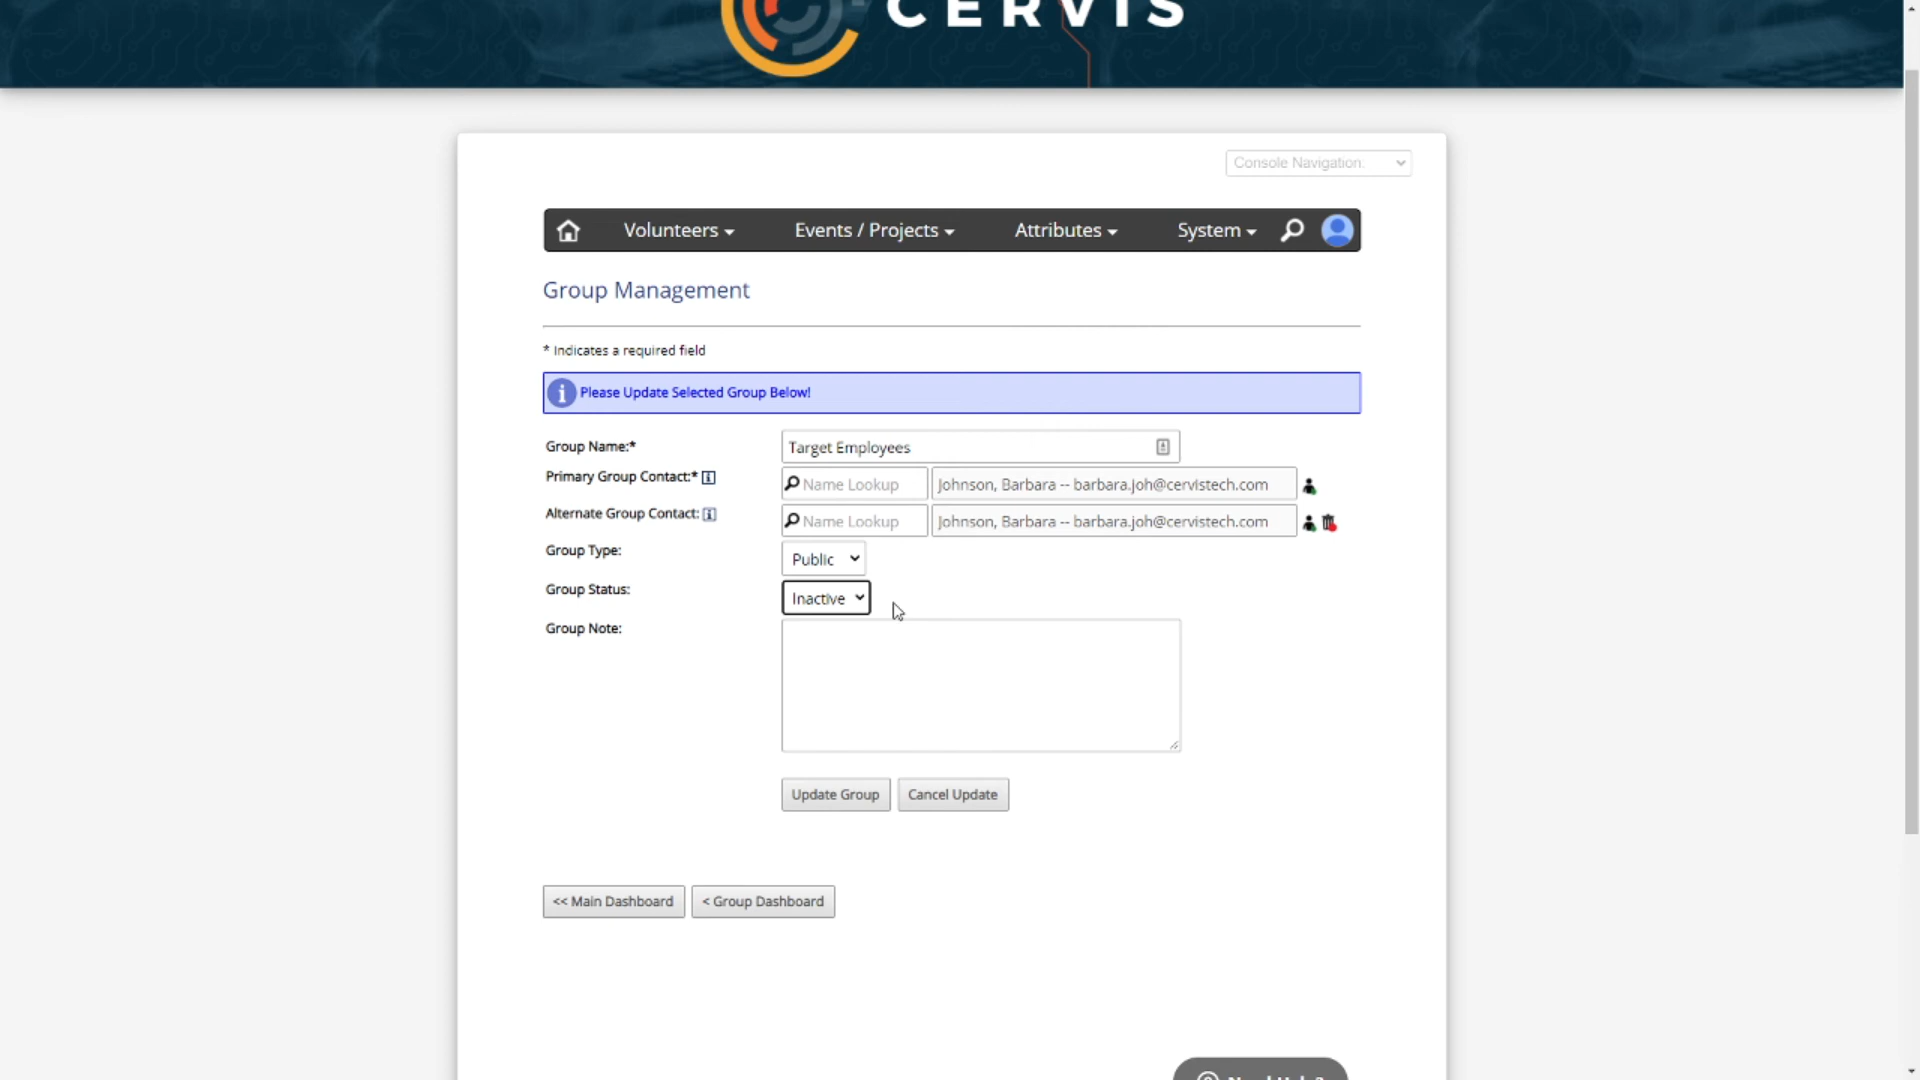 CERVIS
Console Navigation:
Volunteers Events / Projects Attributes System
Group Management
* Indicates a required field
Please Update Selected Group Below!
Group Name:* Target Employees
Primary Group Contact:* Name Lookup Johnson, Barbara -- barbara.joh@cervistech.com
Alternate Group Contact: Name Lookup Johnson, Barbara -- barbara.joh@cervistech.com
Group Type: Public
Group Status: Inactive
Group Note:
Update Group Cancel Update
<< Main Dashboard < Group Dashboard
Need Help?